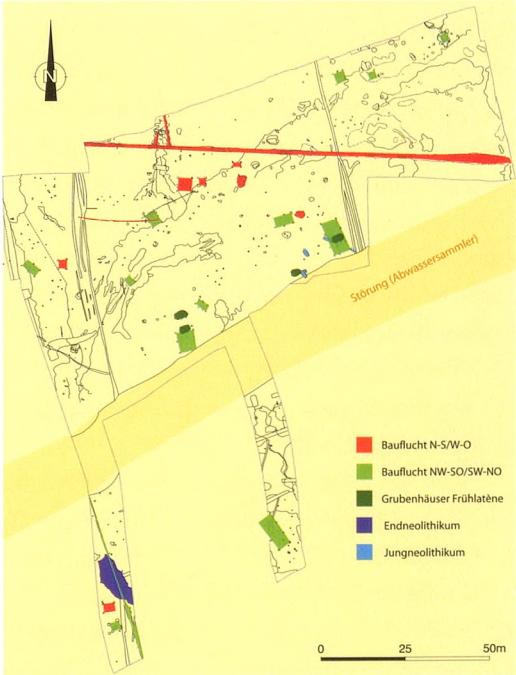 N
Störung (Abwassersammler)
Bauflucht N-S/W-O
Bauflucht NW-SO/SW-NO
Grubenhäuser Frühlatène
Endneolithikum
Jungneolithikum
0 25 50m